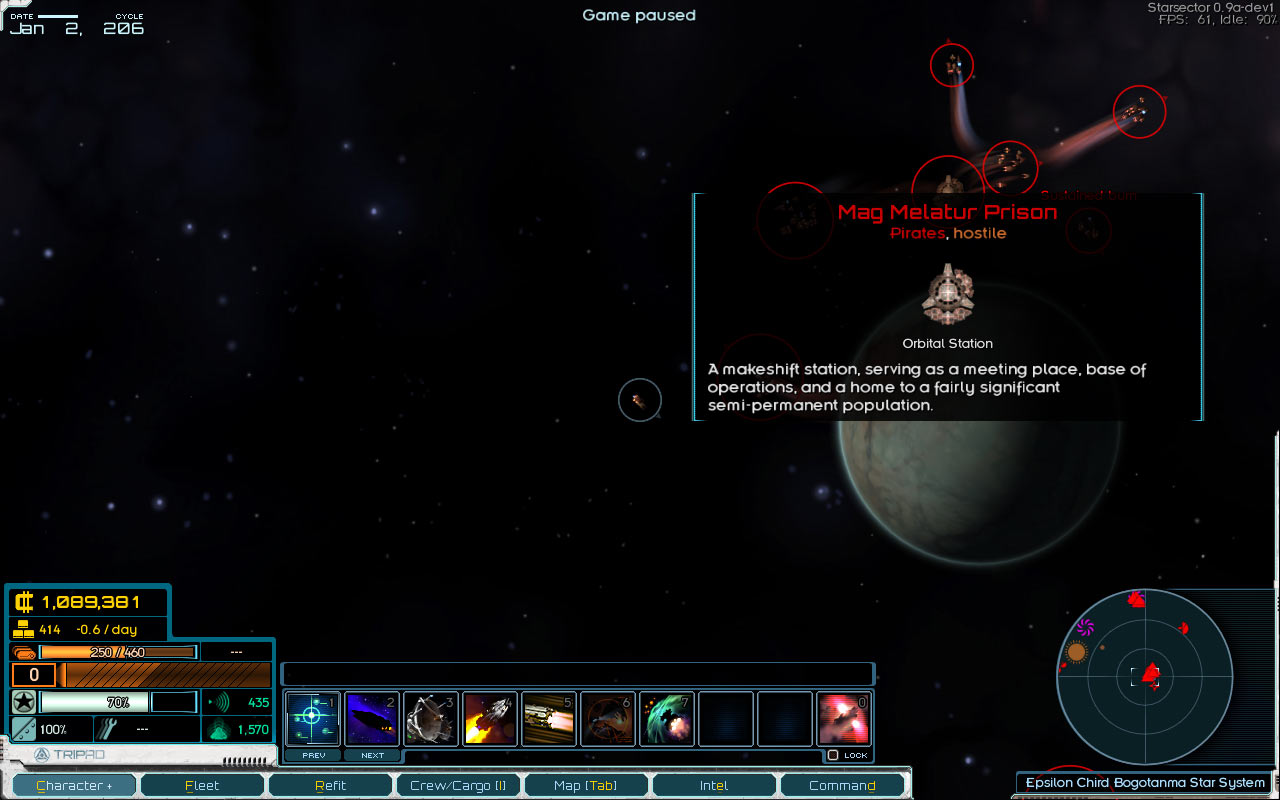 DATE CYCLE
Jan 2, 206
Game paused
Starsector 0.9a-dev1
FPS: 61, Idle: 90%
Sustained burn
Mag Melatur Prison
Pirates, hostile
Orbital Station
A makeshift station, serving as a meeting place, base of
operations, and a home to a fairly significant
semi-permanent population.
1,089,381
414 -0.6 / day
250 / 460 ---
0
70% 435
100% --- 1,570
TRIPAD
1 2 3 5 6 7 0
PREV NEXT LOCK
Character + Fleet Refit Crew/Cargo [I] Map [Tab] Intel Command
Epsilon Chird Bogotanma Star System